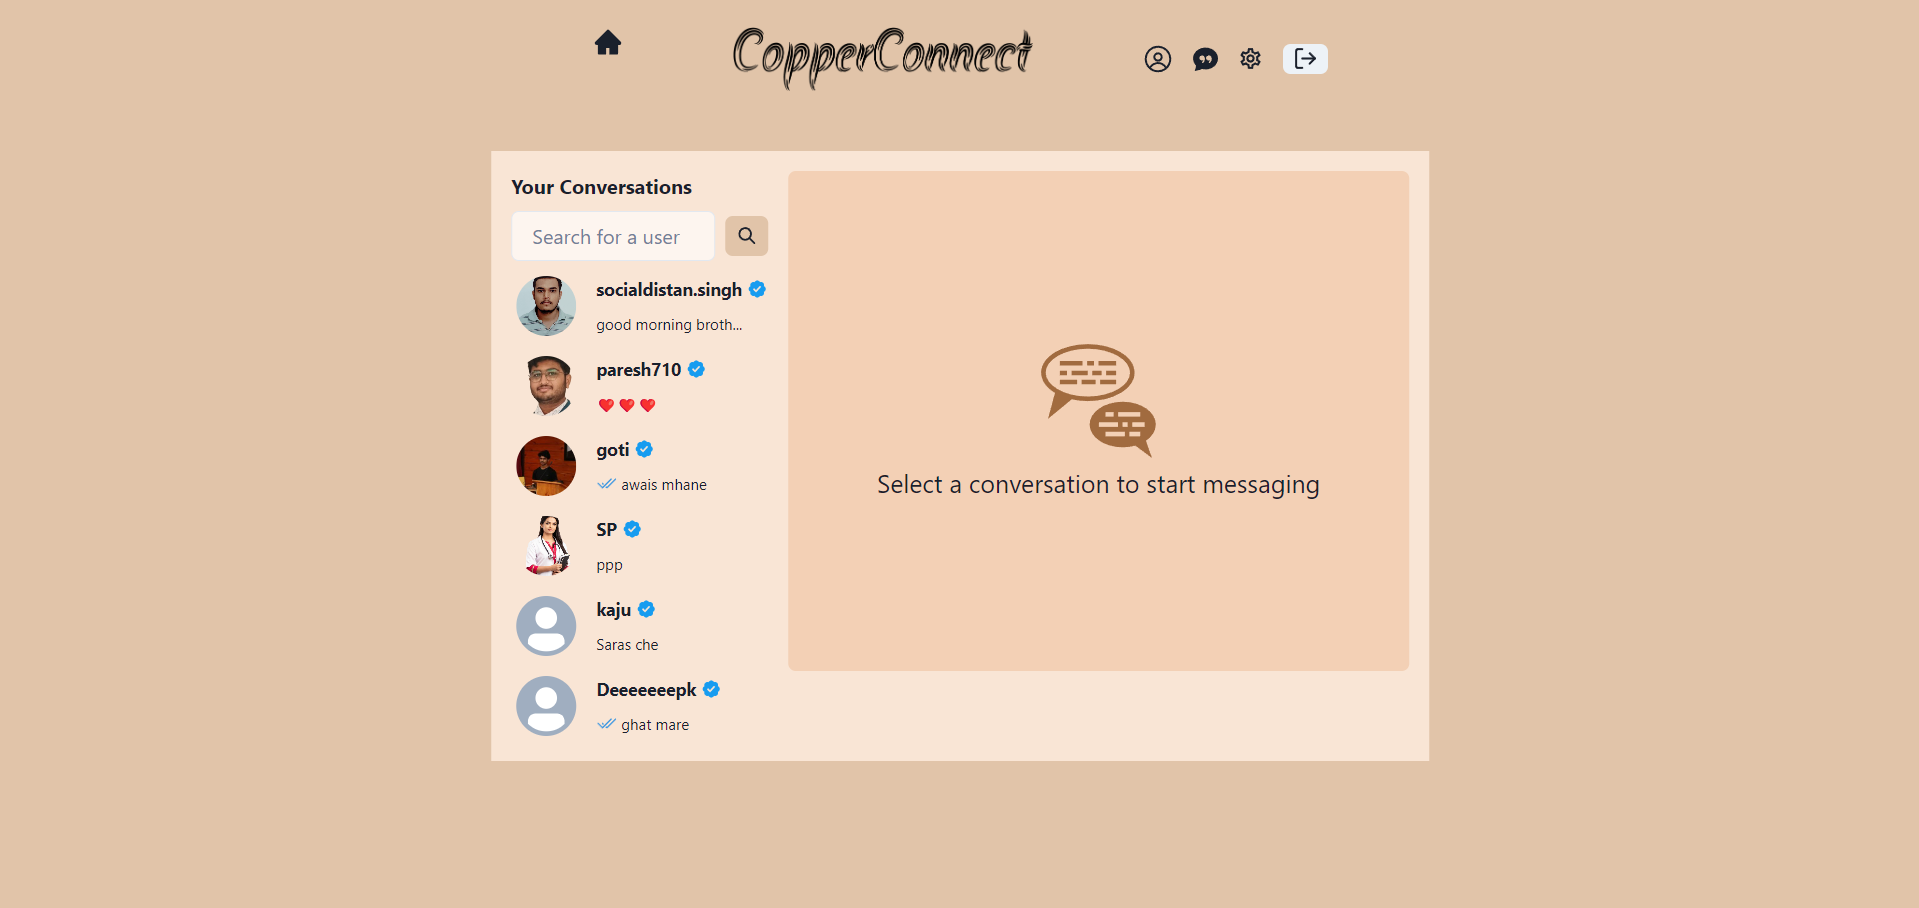 CopperConnect
Your Conversations
Search for a user
socialdistan.singh
good morning broth...
paresh710
❤️ ❤️ ❤️
goti
awais mhane
SP
ppp
kaju
Saras che
Deeeeeeepk
ghat mare
Select a conversation to start messaging